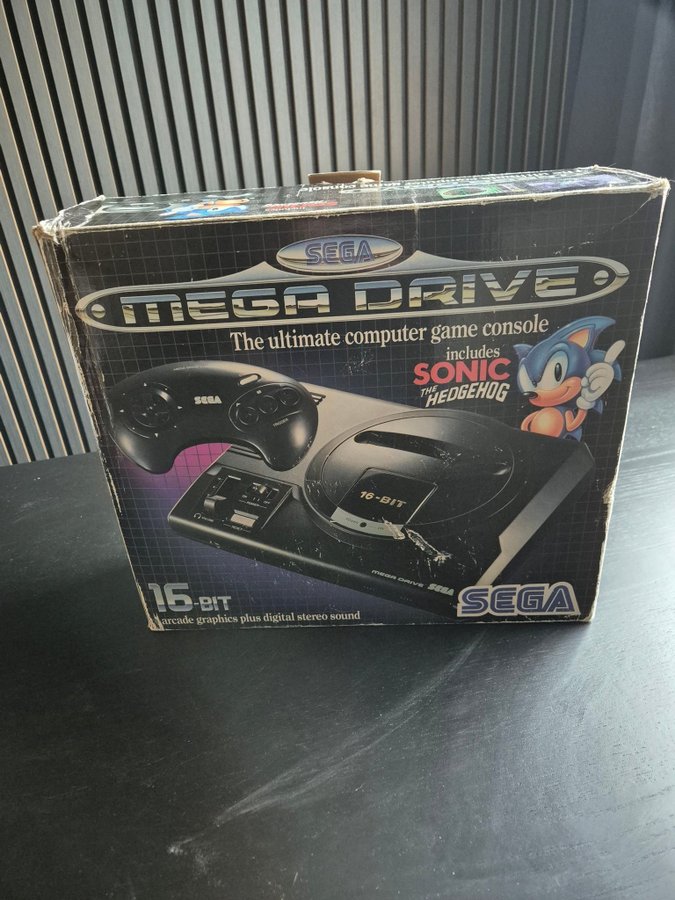 SEGA
MEGA DRIVE
The ultimate computer game console
includes
SONIC
THE
HEDGEHOG
SEGA
TRIGGER
16-BIT
MEGA DRIVE SEGA
16-BIT
arcade graphics plus digital stereo sound
SEGA